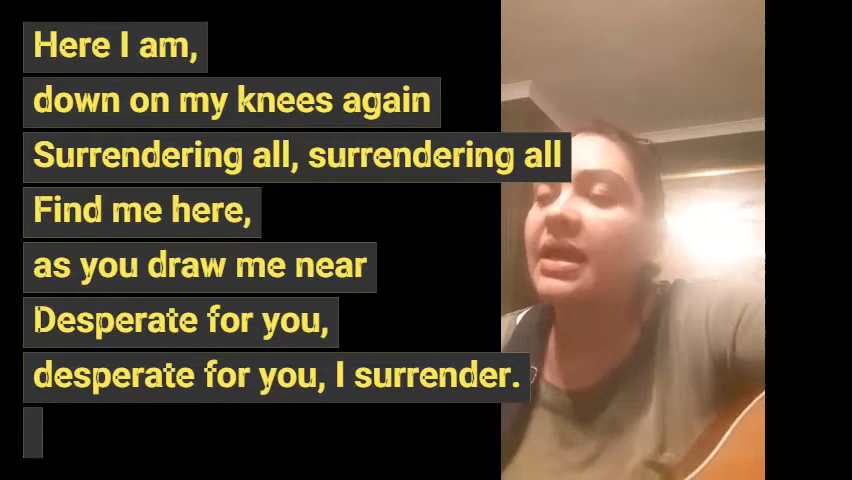 Here I am,
down on my knees again
Surrendering all, surrendering all
Find me here,
as you draw me near
Desperate for you,
desperate for you, I surrender.